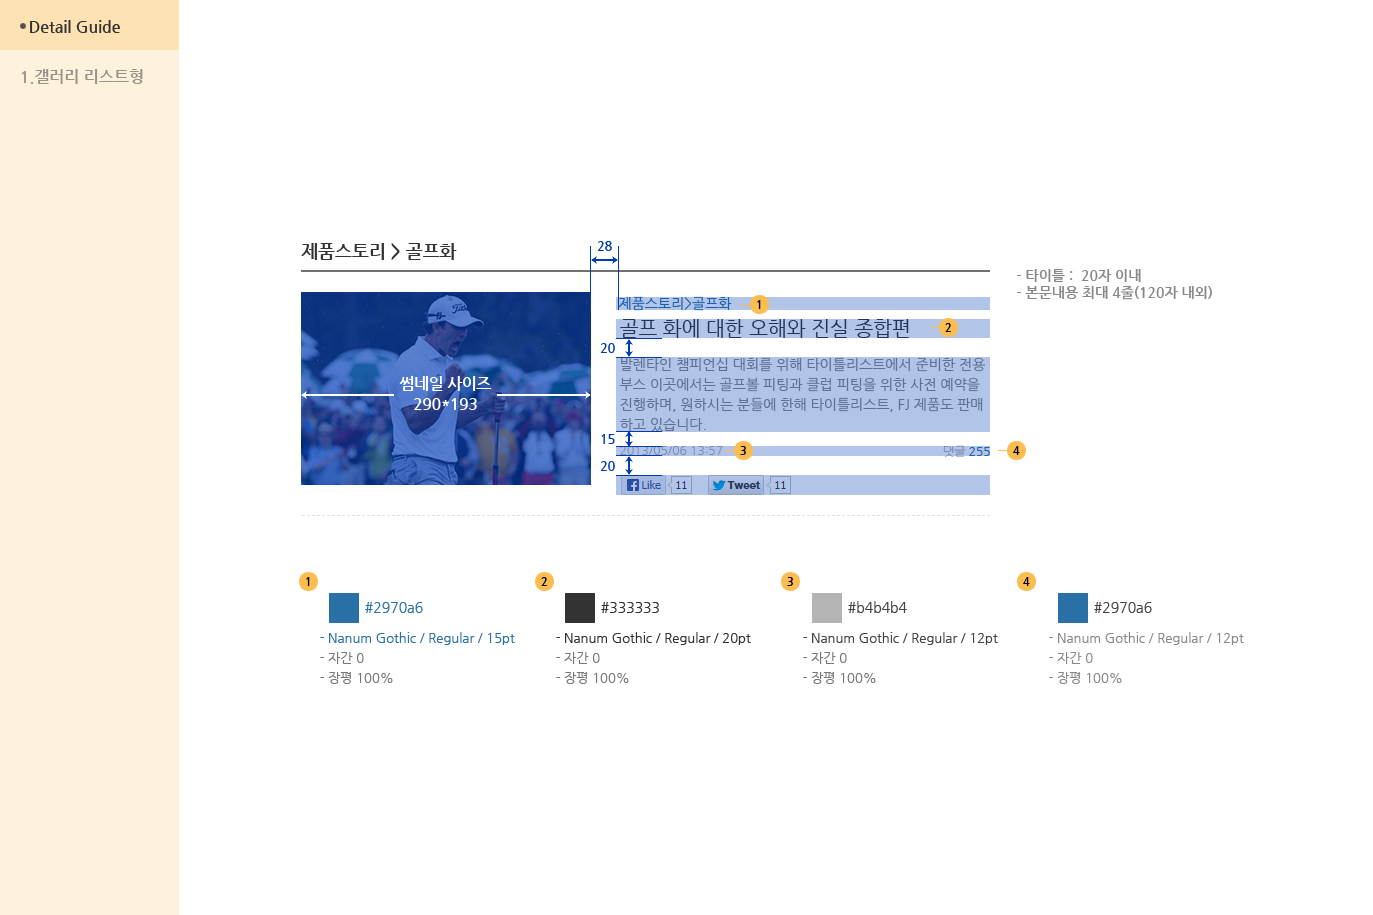 Detail Guide
1.갤러리 리스트형
제품스토리 > 골프화
28
- 타이틀 : 20자 이내
- 본문내용 최대 4줄(120자 내외)
제품스토리>골프화
1
골프 화에 대한 오해와 진실 종합편
2
20
발렌타인 챔피언십 대회를 위해 타이틀리스트에서 준비한 전용
부스 이곳에서는 골프볼 피팅과 클럽 피팅을 위한 사전 예약을
진행하며, 원하시는 분들에 한해 타이틀리스트, FJ 제품도 판매
하고 있습니다.
썸네일 사이즈
290*193
15
2013/05/06 13:57
3
댓글 255
4
20
Like 11
Tweet 11
1
#2970a6
- Nanum Gothic / Regular / 15pt
- 자간 0
- 장평 100%
2
#333333
- Nanum Gothic / Regular / 20pt
- 자간 0
- 장평 100%
3
#b4b4b4
- Nanum Gothic / Regular / 12pt
- 자간 0
- 장평 100%
4
#2970a6
- Nanum Gothic / Regular / 12pt
- 자간 0
- 장평 100%